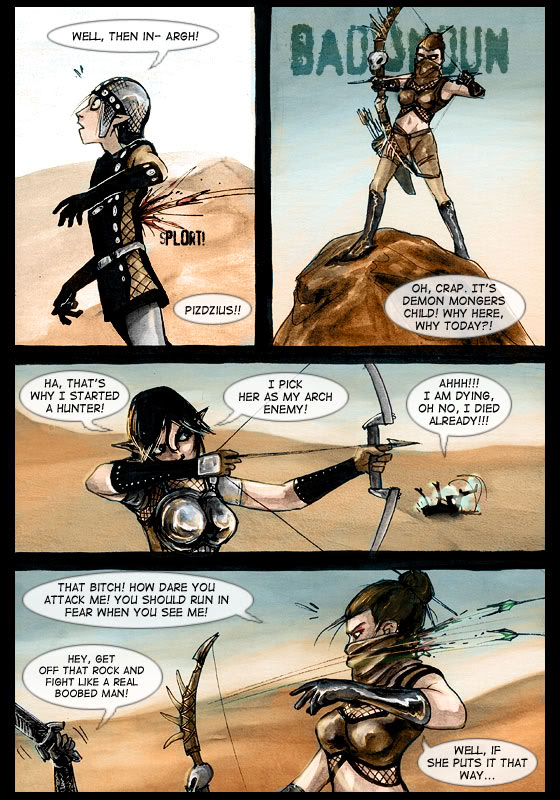 WELL, THEN IN- ARGH!
SPLORT!
PIZDZIUS!!
OH, CRAP. IT'S
DEMON MONGERS
CHILD! WHY HERE,
WHY TODAY?!
HA, THAT'S
WHY I STARTED
A HUNTER!
I PICK
HER AS MY ARCH
ENEMY!
AHHH!!!
I AM DYING,
OH NO, I DIED
ALREADY!!!
THAT BITCH! HOW DARE YOU
ATTACK ME! YOU SHOULD RUN IN
FEAR WHEN YOU SEE ME!
HEY, GET
OFF THAT ROCK AND
FIGHT LIKE A REAL
BOOBED MAN!
WELL, IF
SHE PUTS IT THAT
WAY...